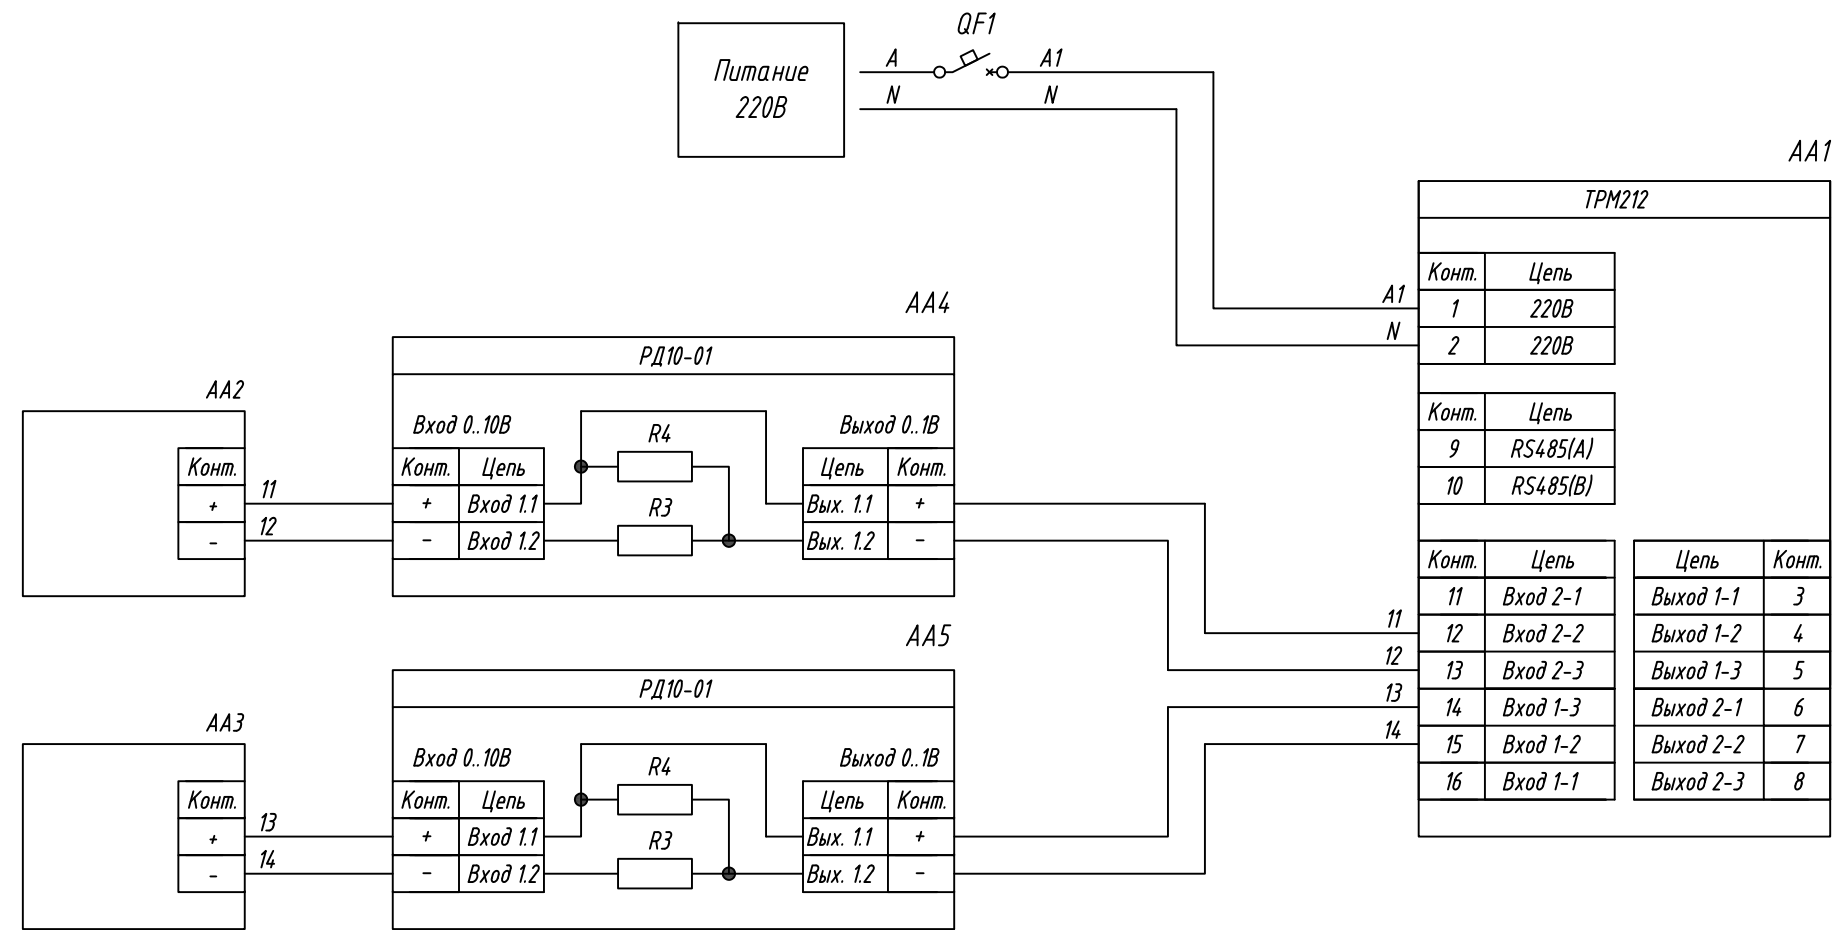 QF1
Питание
220В
A
A1
N
N
AA1
ТРМ212
Конт. Цепь
A1 1 220В
N 2 220В
Конт. Цепь
9 RS485(A)
10 RS485(B)
Конт. Цепь Цепь Конт.
11 Вход 2-1 Выход 1-1 3
11 12 Вход 2-2 Выход 1-2 4
12 13 Вход 2-3 Выход 1-3 5
13 14 Вход 1-3 Выход 2-1 6
14 15 Вход 1-2 Выход 2-2 7
16 Вход 1-1 Выход 2-3 8
AA4
РД10-01
Вход 0..10В R4 Выход 0..1В
Конт. Цепь Цепь Конт.
+ Вход 1.1 R3 Вых. 1.1 +
- Вход 1.2 Вых. 1.2 -
AA2
Конт.
+ 11
- 12
AA5
РД10-01
Вход 0..10В R4 Выход 0..1В
Конт. Цепь Цепь Конт.
+ Вход 1.1 R3 Вых. 1.1 +
- Вход 1.2 Вых. 1.2 -
AA3
Конт.
+ 13
- 14